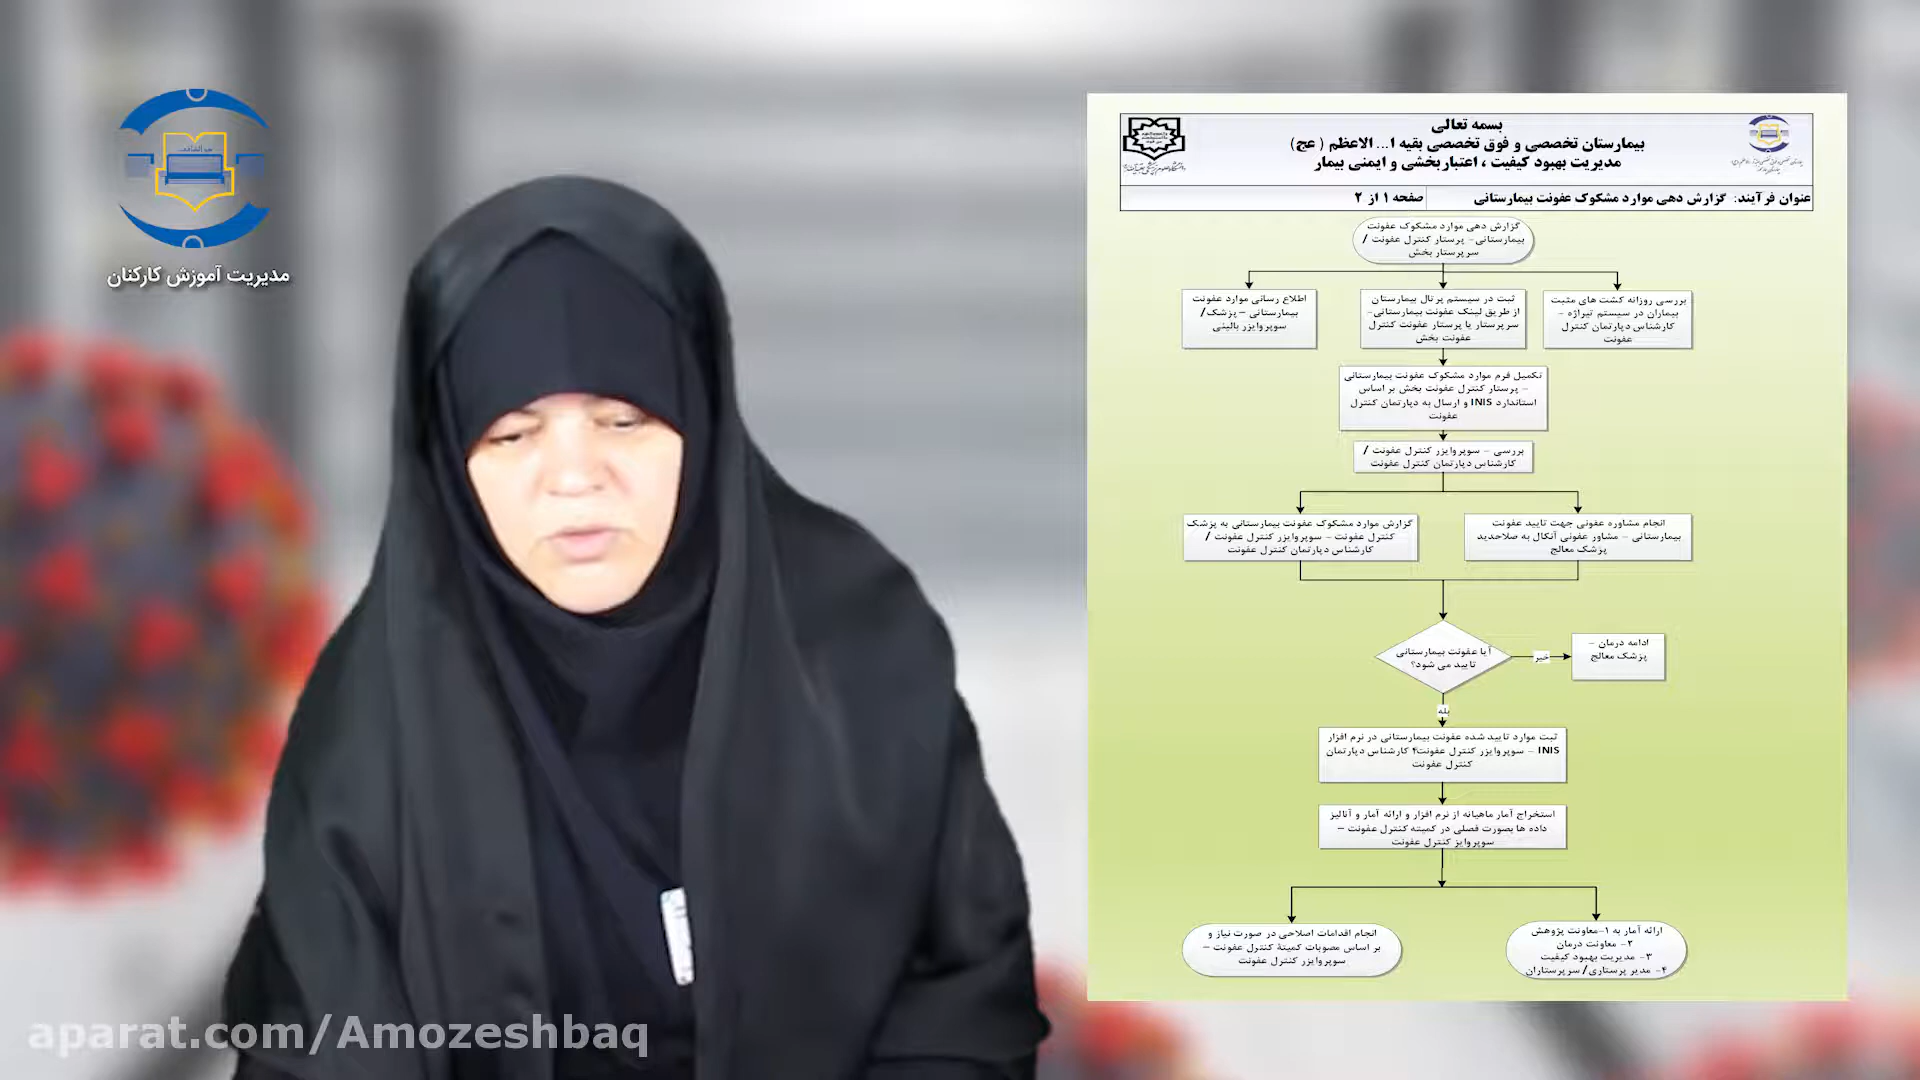 مدیریت آموزش کارکنان
بسمه تعالی
بیمارستان تخصصی و فوق تخصصی بقیه ا... الاعظم ( عج)
مدیریت بهبود کیفیت ، اعتباربخشی و ایمنی بیمار
عنوان فرآیند: گزارش دهی موارد مشکوک عفونت بیمارستانی
صفحه ۱ از ۲
گزارش دهی موارد مشکوک عفونت
بیمارستانی- پرستار کنترل عفونت /
سرپرستار بخش
بررسی روزانه کشت های مثبت
بیماران در سیستم تیراژه -
کارشناس دپارتمان کنترل
عفونت
ثبت در سیستم پرتال بیمارستان
از طریق لینک عفونت بیمارستانی-
سرپرستار یا پرستار عفونت کنترل
عفونت بخش
اطلاع رسانی موارد عفونت
بیمارستانی – پزشک/
سوپروایزر بالینی
تکمیل فرم موارد مشکوک عفونت بیمارستانی
– پرستار کنترل عفونت بخش بر اساس
استاندارد INIS و ارسال به دپارتمان کنترل
عفونت
بررسی – سوپروایزر کنترل عفونت /
کارشناس دپارتمان کنترل عفونت
انجام مشاوره عفونی جهت تایید عفونت
بیمارستانی – مشاور عفونی آنکال به صلاحدید
پزشک معالج
گزارش موارد مشکوک عفونت بیمارستانی به پزشک
کنترل عفونت – سوپروایزر کنترل عفونت /
کارشناس دپارتمان کنترل عفونت
آیا عفونت بیمارستانی
تایید می شود؟
خیر
ادامه درمان –
پزشک معالج
بله
ثبت موارد تایید شده عفونت بیمارستانی در نرم افزار
INIS – سوپروایزر کنترل عفونت۴ کارشناس دپارتمان
کنترل عفونت
استخراج آمار ماهیانه از نرم افزار و ارائه آمار و آنالیز
داده ها بصورت فصلی در کمیته کنترل عفونت –
سوپروایز کنترل عفونت
ارائه آمار به ۱-معاونت پژوهش
۲- معاونت درمان
۳- مدیریت بهبود کیفیت
۴- مدیر پرستاری/ سرپرستاران
انجام اقدامات اصلاحی در صورت نیاز و
بر اساس مصوبات کمیتۀ کنترل عفونت –
سوپروایزر کنترل عفونت
aparat.com/Amozeshbaq